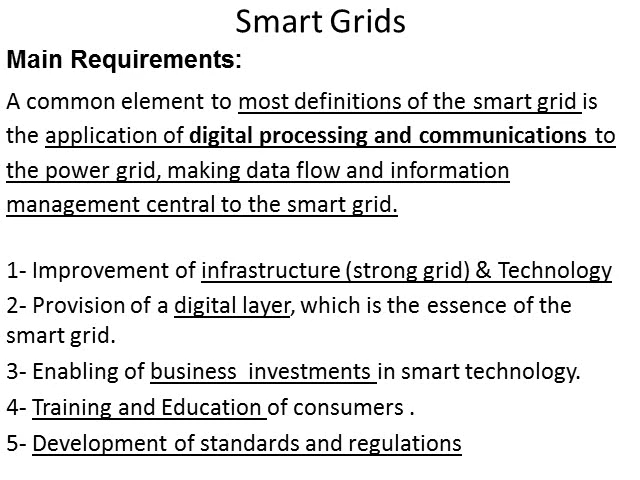 Smart Grids
Main Requirements:
A common element to most definitions of the smart grid is
the application of digital processing and communications to
the power grid, making data flow and information
management central to the smart grid.
1- Improvement of infrastructure (strong grid) & Technology
2- Provision of a digital layer, which is the essence of the
smart grid.
3- Enabling of business  investments in smart technology.
4- Training and Education of consumers .
5- Development of standards and regulations